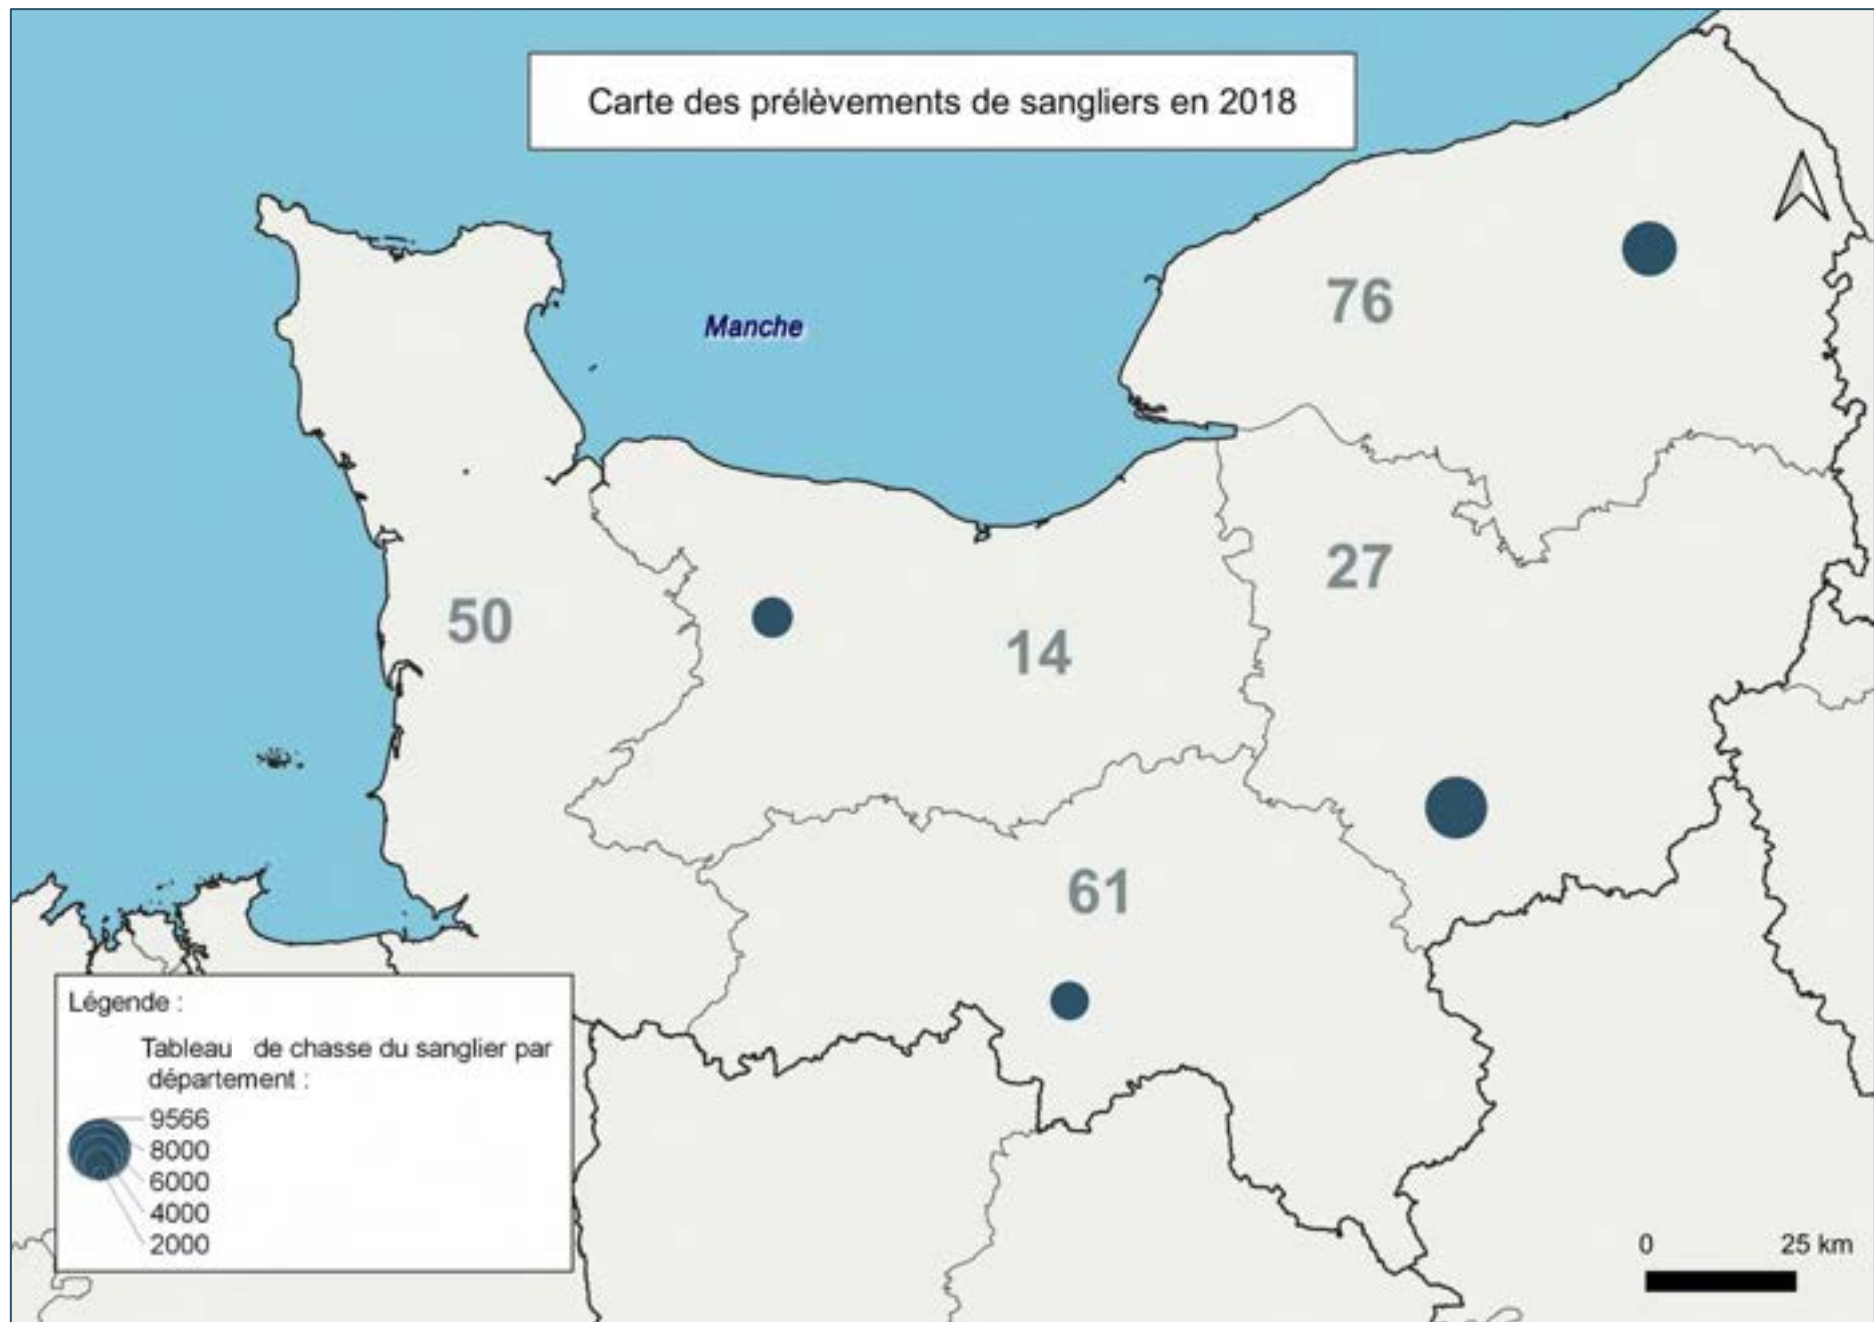 Carte des prélèvements de sangliers en 2018
76
Manche
27
50
14
61
Légende :
Tableau de chasse du sanglier par
département :
9566
8000
6000
4000
2000
0 25 km